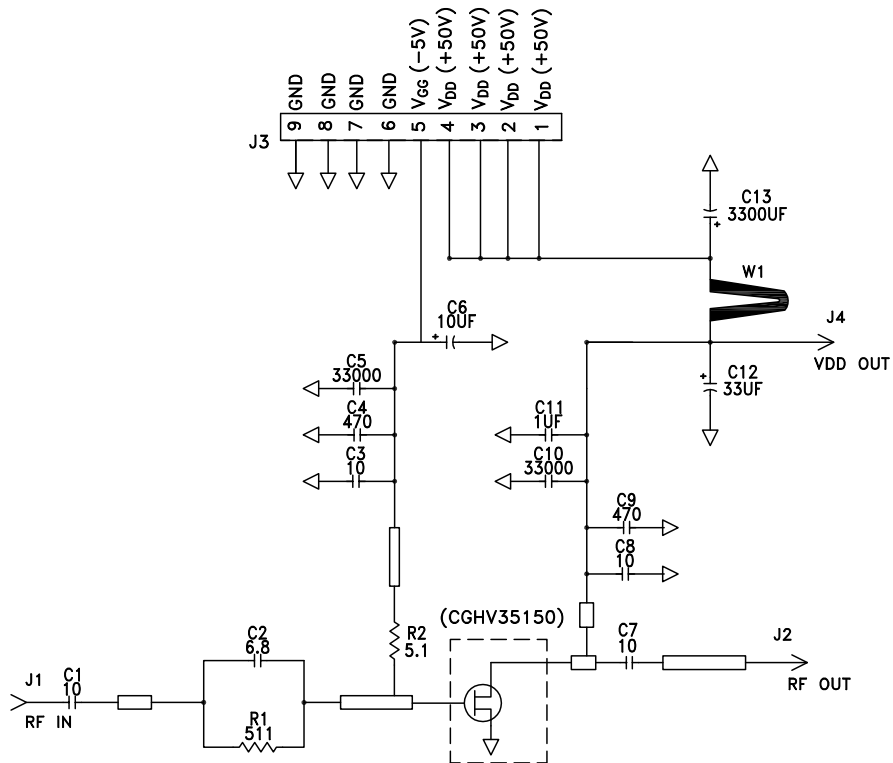 GND
GND
GND
GND
VGG (-5V)
VDD (+50V)
VDD (+50V)
VDD (+50V)
VDD (+50V)
9 8 7 6 5 4 3 2 1
J3
C13
3300UF
+
W1
C6
10UF
+
J4
VDD OUT
C5
33000
C12
33UF
+
C4
470
C11
1UF
C3
10
C10
33000
C9
470
C8
10
(CGHV35150)
R2
5.1
C2
6.8
C7
10
J2
RF OUT
J1
C1
10
RF IN
R1
511